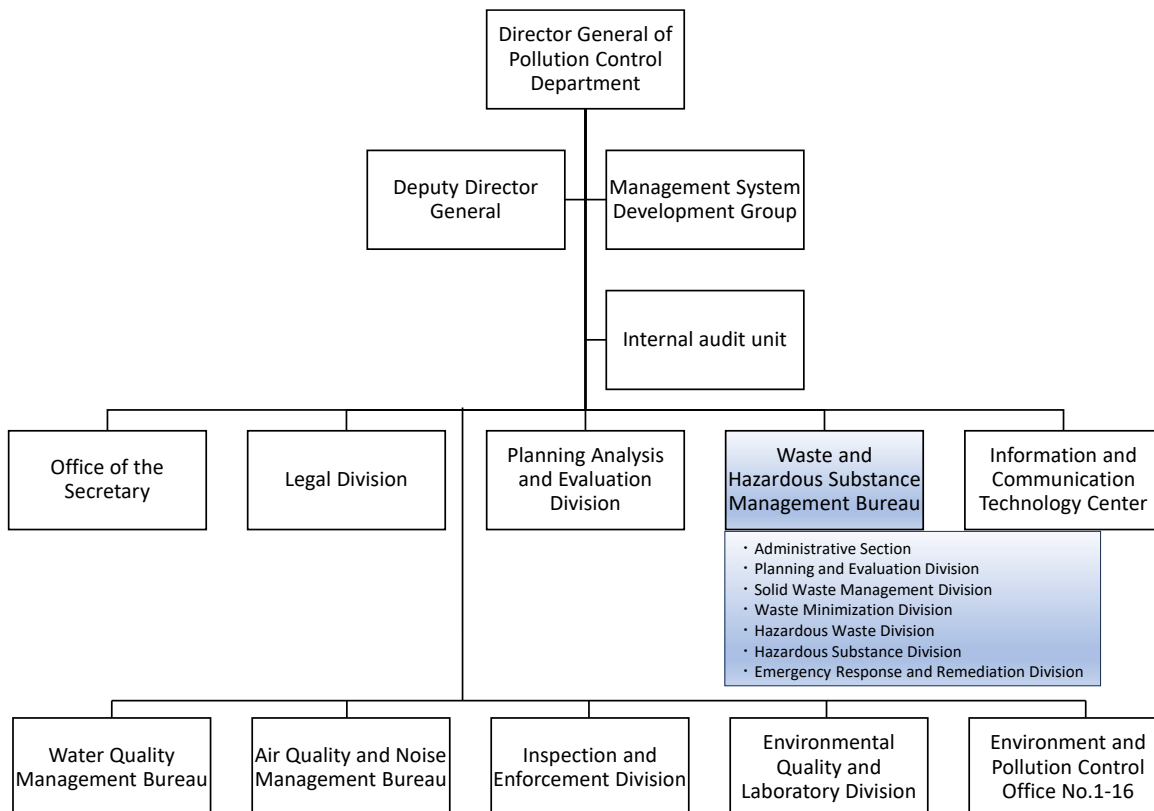 Director General of
Pollution Control
Department
Deputy Director
General
Management System
Development Group
Internal audit unit
Office of the
Secretary
Legal Division
Planning Analysis
and Evaluation
Division
Waste and
Hazardous Substance
Management Bureau
Information and
Communication
Technology Center
・Administrative Section
・Planning and Evaluation Division
・Solid Waste Management Division
・Waste Minimization Division
・Hazardous Waste Division
・Hazardous Substance Division
・Emergency Response and Remediation Division
Water Quality
Management Bureau
Air Quality and Noise
Management Bureau
Inspection and
Enforcement Division
Environmental
Quality and
Laboratory Division
Environment and
Pollution Control
Office No.1-16